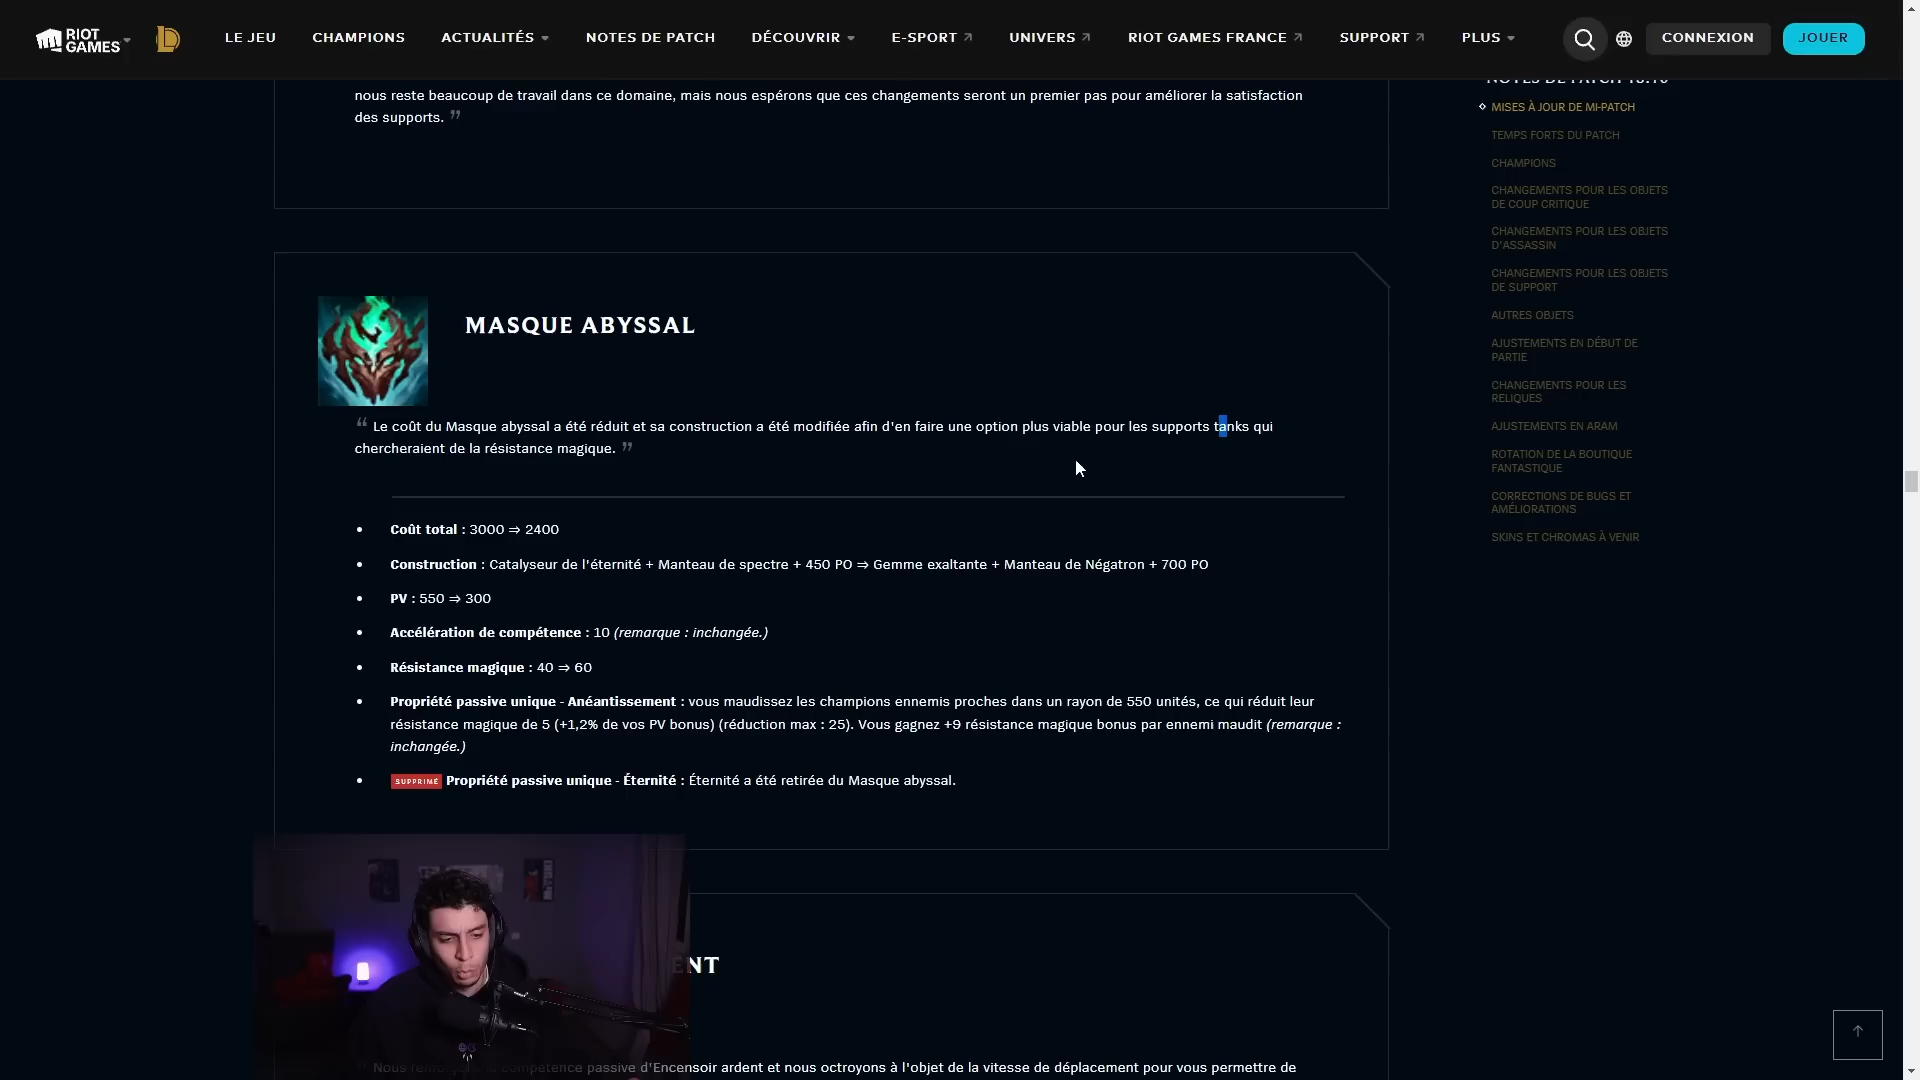 RIOT GAMES
LE JEU
CHAMPIONS
ACTUALITÉS
NOTES DE PATCH
DÉCOUVRIR
E-SPORT
UNIVERS
RIOT GAMES FRANCE
SUPPORT
PLUS
CONNEXION
JOUER
nous reste beaucoup de travail dans ce domaine, mais nous espérons que ces changements seront un premier pas pour améliorer la satisfaction
des supports. ”
MASQUE ABYSSAL
“ Le coût du Masque abyssal a été réduit et sa construction a été modifiée afin d'en faire une option plus viable pour les supports tanks qui
chercheraient de la résistance magique. ”
• Coût total : 3000 ⇒ 2400
• Construction : Catalyseur de l'éternité + Manteau de spectre + 450 PO ⇒ Gemme exaltante + Manteau de Négatron + 700 PO
• PV : 550 ⇒ 300
• Accélération de compétence : 10 (remarque : inchangée.)
• Résistance magique : 40 ⇒ 60
• Propriété passive unique - Anéantissement : vous maudissez les champions ennemis proches dans un rayon de 550 unités, ce qui réduit leur
résistance magique de 5 (+1,2% de vos PV bonus) (réduction max : 25). Vous gagnez +9 résistance magique bonus par ennemi maudit (remarque :
inchangée.)
• SUPPRIMÉ Propriété passive unique - Éternité : Éternité a été retirée du Masque abyssal.
ENT
compétence passive d'Encensoir ardent et nous octroyons à l'objet de la vitesse de déplacement pour vous permettre de
NOTES DE PATCH 13.10
MISES À JOUR DE MI-PATCH
TEMPS FORTS DU PATCH
CHAMPIONS
CHANGEMENTS POUR LES OBJETS
DE COUP CRITIQUE
CHANGEMENTS POUR LES OBJETS
D'ASSASSIN
CHANGEMENTS POUR LES OBJETS
DE SUPPORT
AUTRES OBJETS
AJUSTEMENTS EN DÉBUT DE
PARTIE
CHANGEMENTS POUR LES
RELIQUES
AJUSTEMENTS EN ARAM
ROTATION DE LA BOUTIQUE
FANTASTIQUE
CORRECTIONS DE BUGS ET
AMÉLIORATIONS
SKINS ET CHROMAS À VENIR